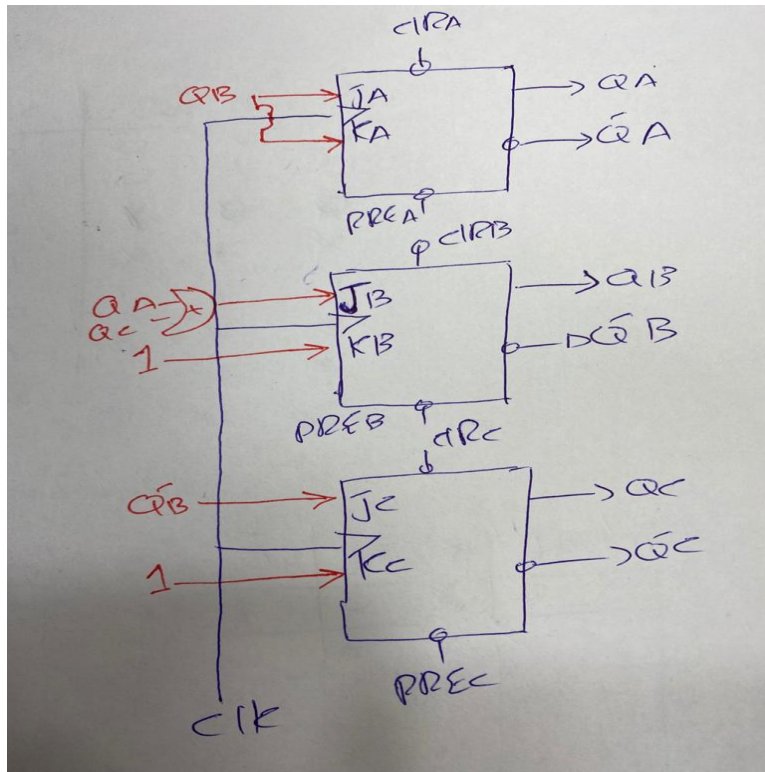 ClRA
QB
JA
QA
KA
Q́A
PREA
ClRB
QA
QC
+
JB
QB
1
KB
Q́B
PREB
ClRC
Q́B
JC
QC
1
KC
Q́C
PREC
ClK